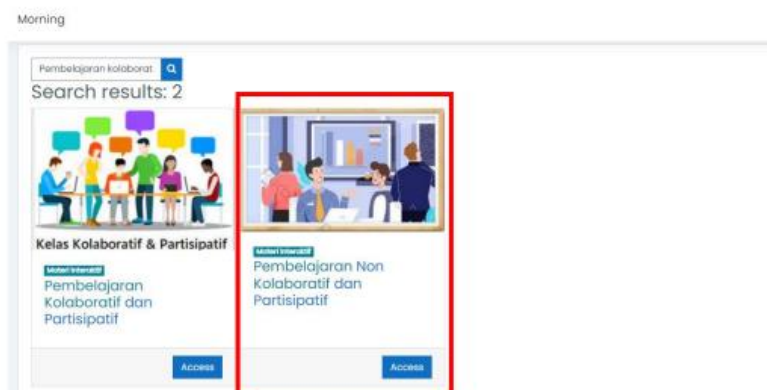 Morning
Pembelajaran kolaborat
Search results: 2
Kelas Kolaboratif & Partisipatif
Materi Interaktif
Pembelajaran
Kolaboratif dan
Partisipatif
Access
Materi Interaktif
Pembelajaran Non
Kolaboratif dan
Partisipatif
Access